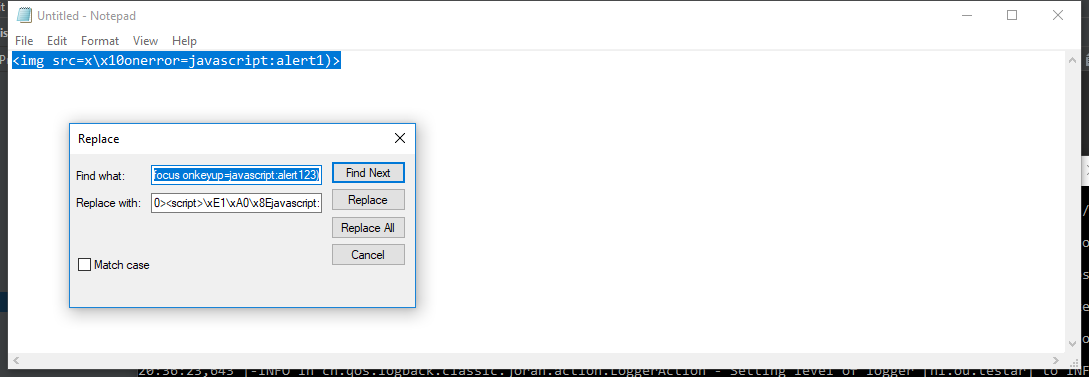 Untitled - Notepad
File Edit Format View Help
<img src=x\x10onerror=javascript:alert1)>
Replace
Find what: focus onkeyup=javascript:alert123)
Find Next
Replace with: 0><script>\xE1\xA0\x8Ejavascript:
Replace
Replace All
Cancel
Match case
20:36:23,643 |-INFO in ch.qos.logback.classic.joran.action.LoggerAction - Setting level of logger [nl.ou.testar] to INF